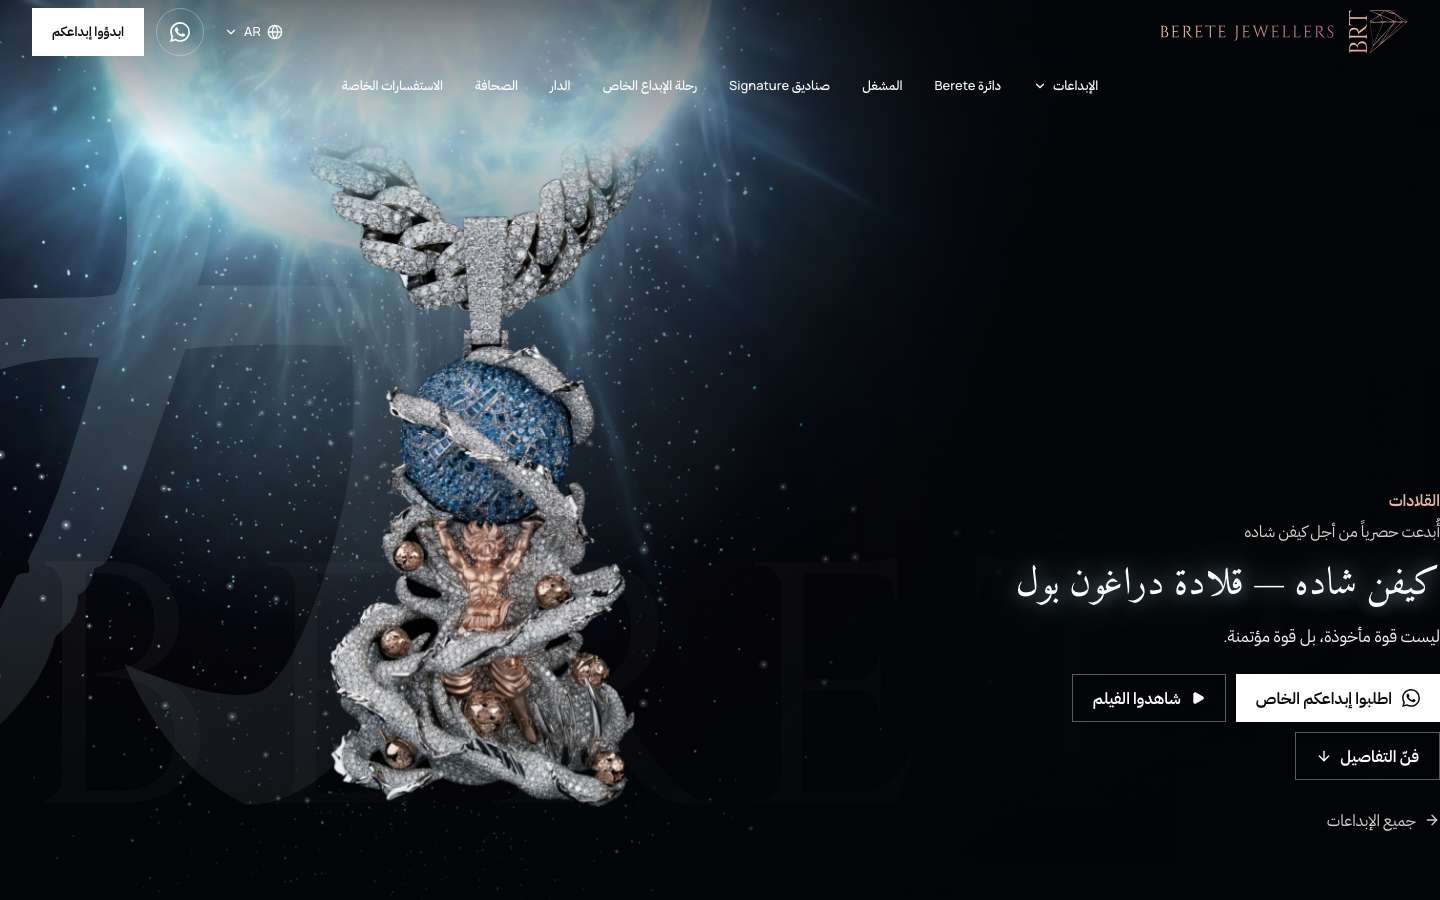 BRT BERETE JEWELLERS
AR
ابدؤوا إبداعكم
الإبداعات دائرة Berete المشغل صناديق Signature رحلة الإبداع الخاص الدار الصحافة الاستفسارات الخاصة
القلادات
أُبدعت حصرياً من أجل كيفن شاده
كيفن شاده — قلادة دراغون بول
ليست قوة مأخوذة، بل قوة مؤتمنة.
اطلبوا إبداعكم الخاص شاهدوا الفيلم
فنّ التفاصيل
جميع الإبداعات
BERE